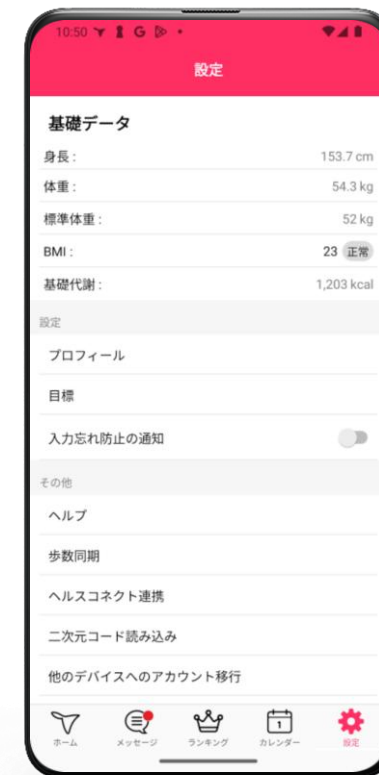 10:50 G
設定
基礎データ
身長: 153.7 cm
体重: 54.3 kg
標準体重: 52 kg
BMI: 23 正常
基礎代謝: 1,203 kcal
設定
プロフィール
目標
入力忘れ防止の通知
その他
ヘルプ
歩数同期
ヘルスコネクト連携
二次元コード読み込み
他のデバイスへのアカウント移行
1
ホーム メッセージ ランキング カレンダー 設定